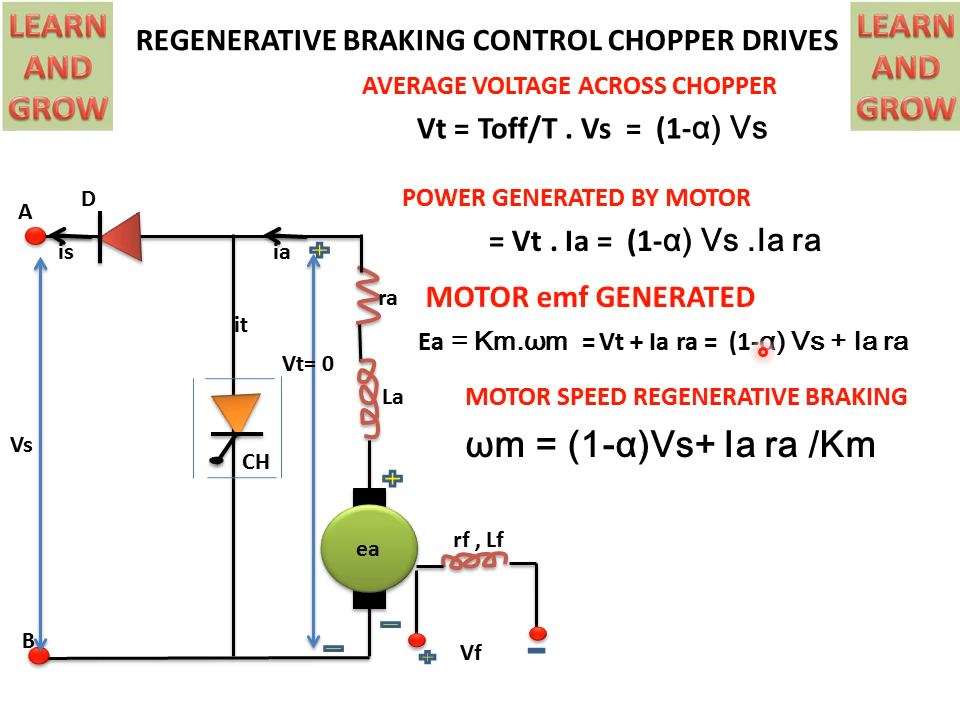 LEARN
AND
GROW
REGENERATIVE BRAKING CONTROL CHOPPER DRIVES
LEARN
AND
GROW
AVERAGE VOLTAGE ACROSS CHOPPER
Vt = Toff/T . Vs = (1-α) Vs
POWER GENERATED BY MOTOR
= Vt . Ia = (1-α) Vs .Ia ra
MOTOR emf GENERATED
Ea = Km.ωm = Vt + Ia ra = (1-α) Vs + Ia ra
MOTOR SPEED REGENERATIVE BRAKING
ωm = (1-α)Vs+ Ia ra /Km
A
D
is
ia
+
ra
it
Vt= 0
La
Vs
CH
+
ea
rf , Lf
B
−
−
+
Vf
−